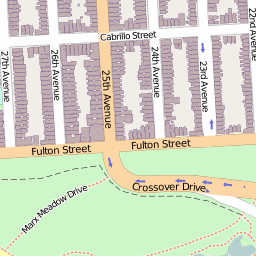 22nd Avenue
Cabrillo Street
27th Avenue
26th Avenue
25th Avenue
24th Avenue
23rd Avenue
Fulton Street
Fulton Street
Crossover Drive
Marx Meadow Drive